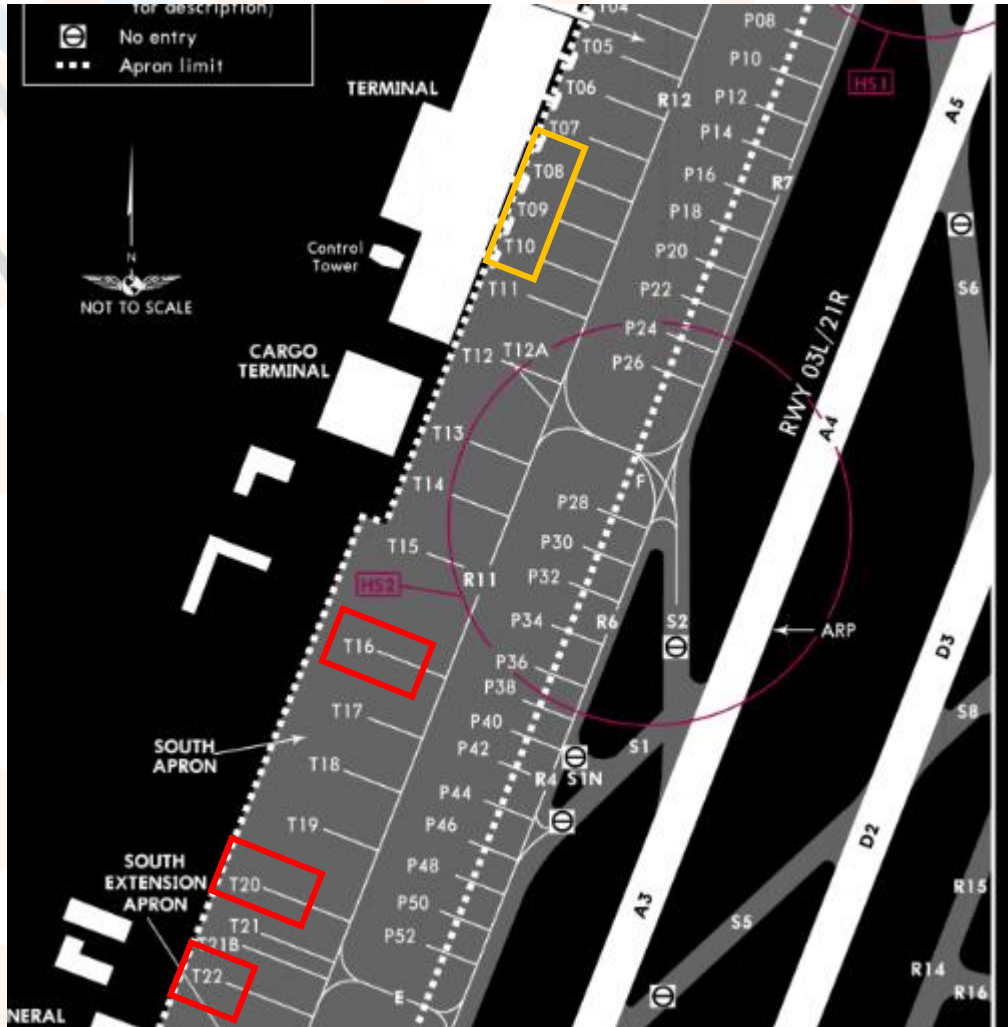 for description)
No entry
Apron limit
TERMINAL
Control
Tower
N
NOT TO SCALE
CARGO
TERMINAL
SOUTH
APRON
SOUTH
EXTENSION
APRON
NERAL
T04
T05
T06
T07
T08
T09
T10
T11
T12
T12A
T13
T14
T15
T16
T17
T18
T19
T20
T21
T21B
T22
R12
R11
HS2
P08
P10
P12
P14
P16
P18
P20
P22
P24
P26
P28
P30
P32
P34
P36
P38
P40
P42
P44
P46
P48
P50
P52
E
F
R7
R6
R4
S1N
S1
S2
HS1
A5
RWY 03L/21R
A4
A3
ARP
S6
D3
S8
D2
S5
R15
R14
R16